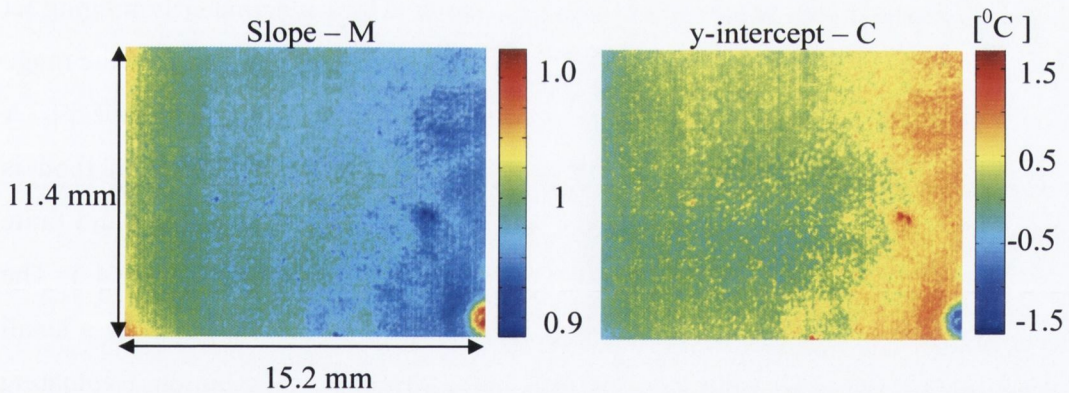 Slope – M
y-intercept – C
[⁰C ]
1.0
1
0.9
1.5
0.5
-0.5
-1.5
11.4 mm
15.2 mm